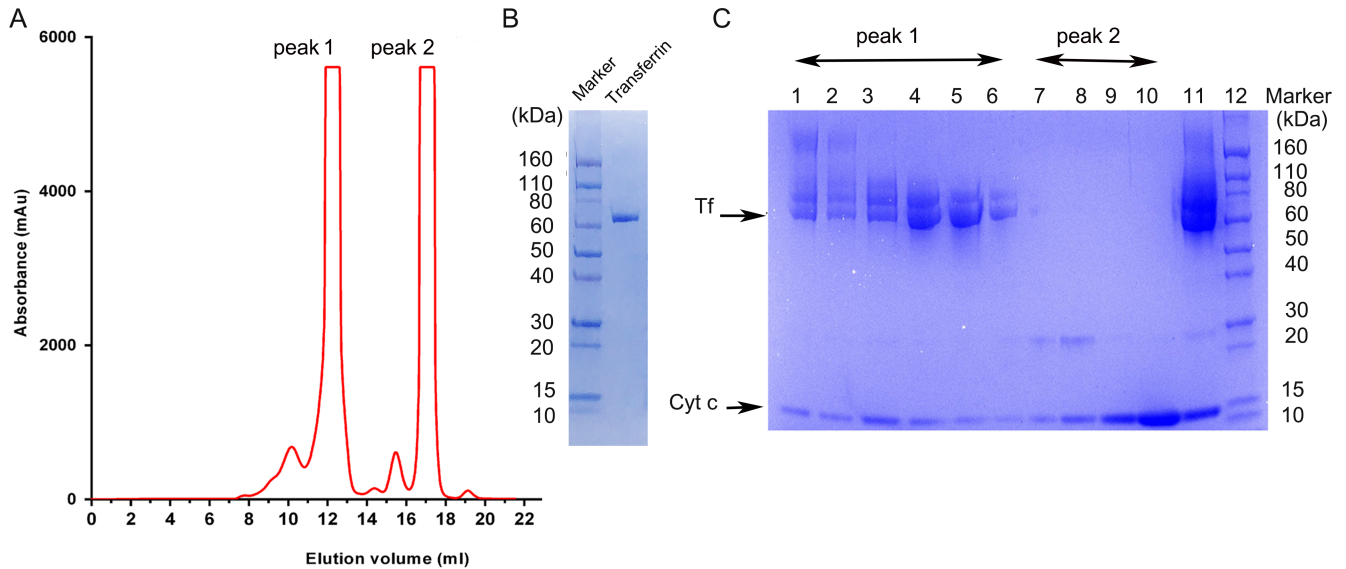 A
6000
4000
2000
0
Absorbance (mAu)
peak 1 peak 2
0 2 4 6 8 10 12 14 16 18 20 22
Elution volume (ml)
B
Marker
Transferrin
(kDa)
160
110
80
60
50
40
30
20
15
10
C
peak 1 peak 2
1 2 3 4 5 6 7 8 9 10 11 12 Marker
(kDa)
160
110
80
60
50
40
30
20
15
10
Tf
Cyt c